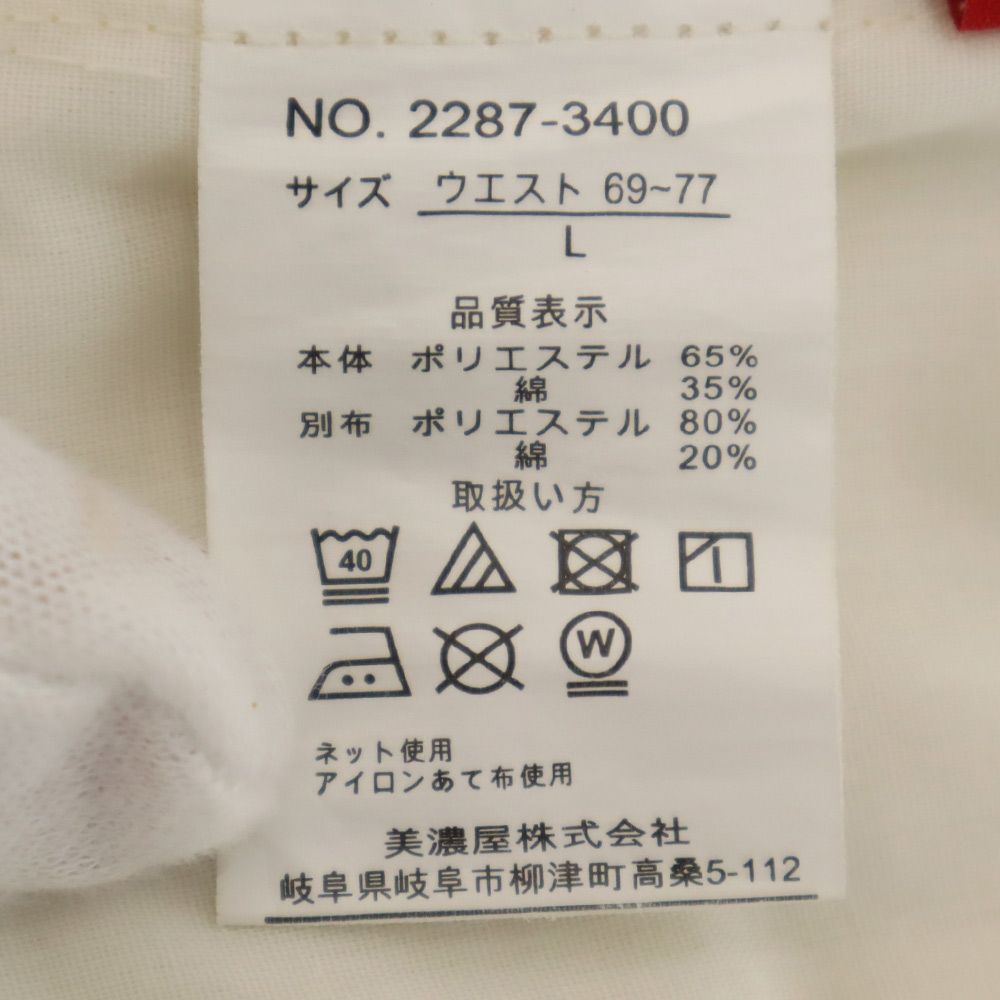 NO. 2287-3400
サイズ ウエスト 69~77
L
品質表示
本体 ポリエステル 65%
綿 35%
別布 ポリエステル 80%
綿 20%
取扱い方
40
W
ネット使用
アイロンあて布使用
美濃屋株式会社
岐阜県岐阜市柳津町高桑5-112